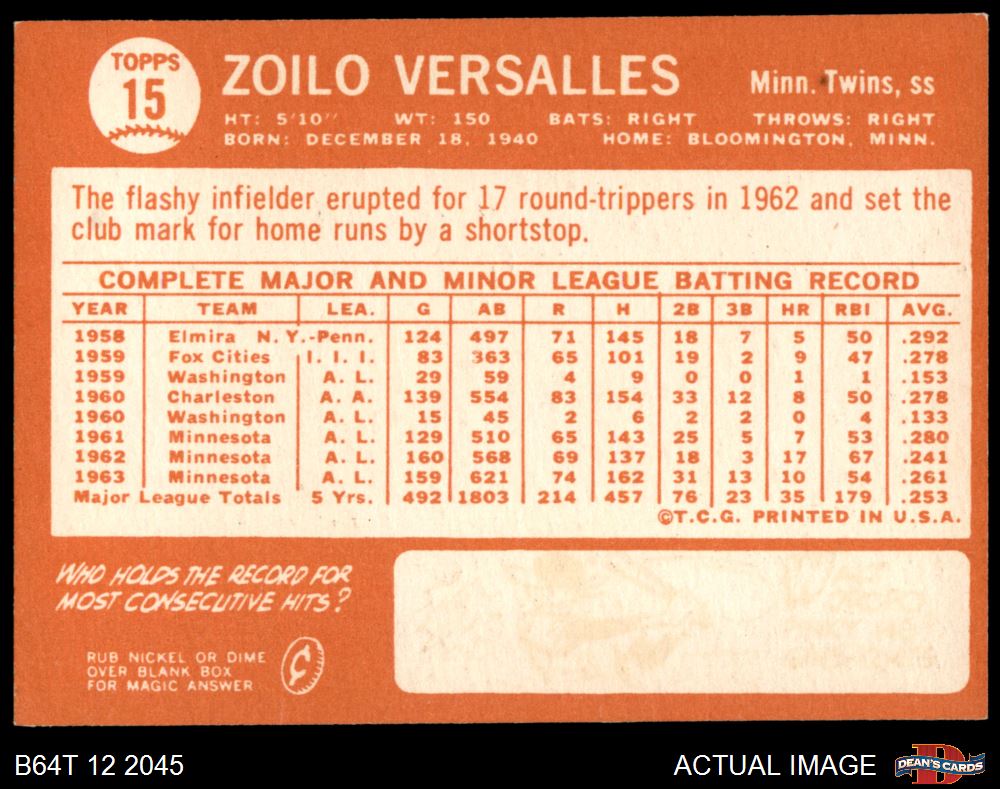 TOPPS
15
ZOILO VERSALLES
Minn. Twins, ss
HT: 5'10" WT: 150 BATS: RIGHT THROWS: RIGHT
BORN: DECEMBER 18, 1940 HOME: BLOOMINGTON, MINN.
The flashy infielder erupted for 17 round-trippers in 1962 and set the
club mark for home runs by a shortstop.
COMPLETE MAJOR AND MINOR LEAGUE BATTING RECORD
YEAR TEAM LEA. G AB R H 2B 3B HR RBI AVG.
1958 Elmira N. Y.-Penn. 124 497 71 145 18 7 5 50 .292
1959 Fox Cities I. I. I. 83 363 65 101 19 2 9 47 .278
1959 Washington A. L. 29 59 4 9 0 0 1 1 .153
1960 Charleston A. A. 139 554 83 154 33 12 8 50 .278
1960 Washington A. L. 15 45 2 6 2 2 0 4 .133
1961 Minnesota A. L. 129 510 65 143 25 5 7 53 .280
1962 Minnesota A. L. 160 568 69 137 18 3 17 67 .241
1963 Minnesota A. L. 159 621 74 162 31 13 10 54 .261
Major League Totals 5 Yrs. 492 1803 214 457 76 23 35 179 .253
©T.C.G. PRINTED IN U.S.A.
WHO HOLDS THE RECORD FOR
MOST CONSECUTIVE HITS?
RUB NICKEL OR DIME
OVER BLANK BOX
FOR MAGIC ANSWER
B64T 12 2045
ACTUAL IMAGE
DEAN'S CARDS